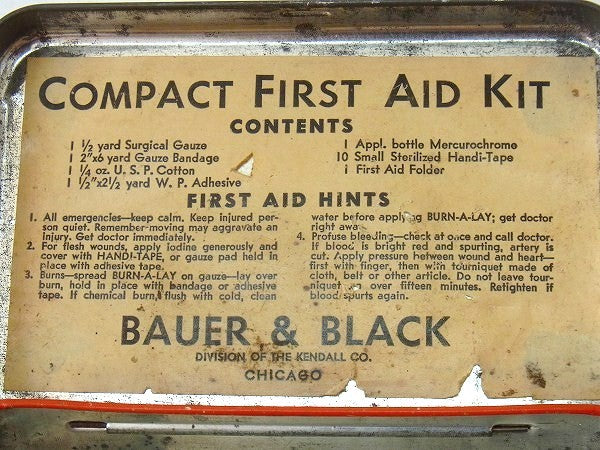 COMPACT FIRST AID KIT
CONTENTS
1 1/2 yard Surgical Gauze
1 2"x6 yard Gauze Bandage
1 1/4 oz. U. S. P. Cotton
1 1/2"x2 1/2 yard W. P. Adhesive
1 Appl. bottle Mercurochrome
10 Small Sterilized Handi-Tape
1 First Aid Folder
FIRST AID HINTS
1. All emergencies—keep calm. Keep injured per-
son quiet. Remember-moving may aggravate an
injury. Get doctor immediately.
2. For flesh wounds, apply iodine generously and
cover with HANDI-TAPE, or gauze pad held in
place with adhesive tape.
3. Burns—spread BURN-A-LAY on gauze—lay over
burn, hold in place with bandage or adhesive
tape. If chemical burn, flush with cold, clean
water before applying BURN-A-LAY; get doctor
right awa
4. Profuse bleeding—check at once and call doctor.
If blood is bright red and spurting, artery is
cut. Apply pressure between wound and heart—
first with finger, then with tourniquet made of
cloth, belt or other article. Do not leave tour-
niquet on over fifteen minutes. Retighten if
blood spurts again.
BAUER & BLACK
DIVISION OF THE KENDALL CO.
CHICAGO